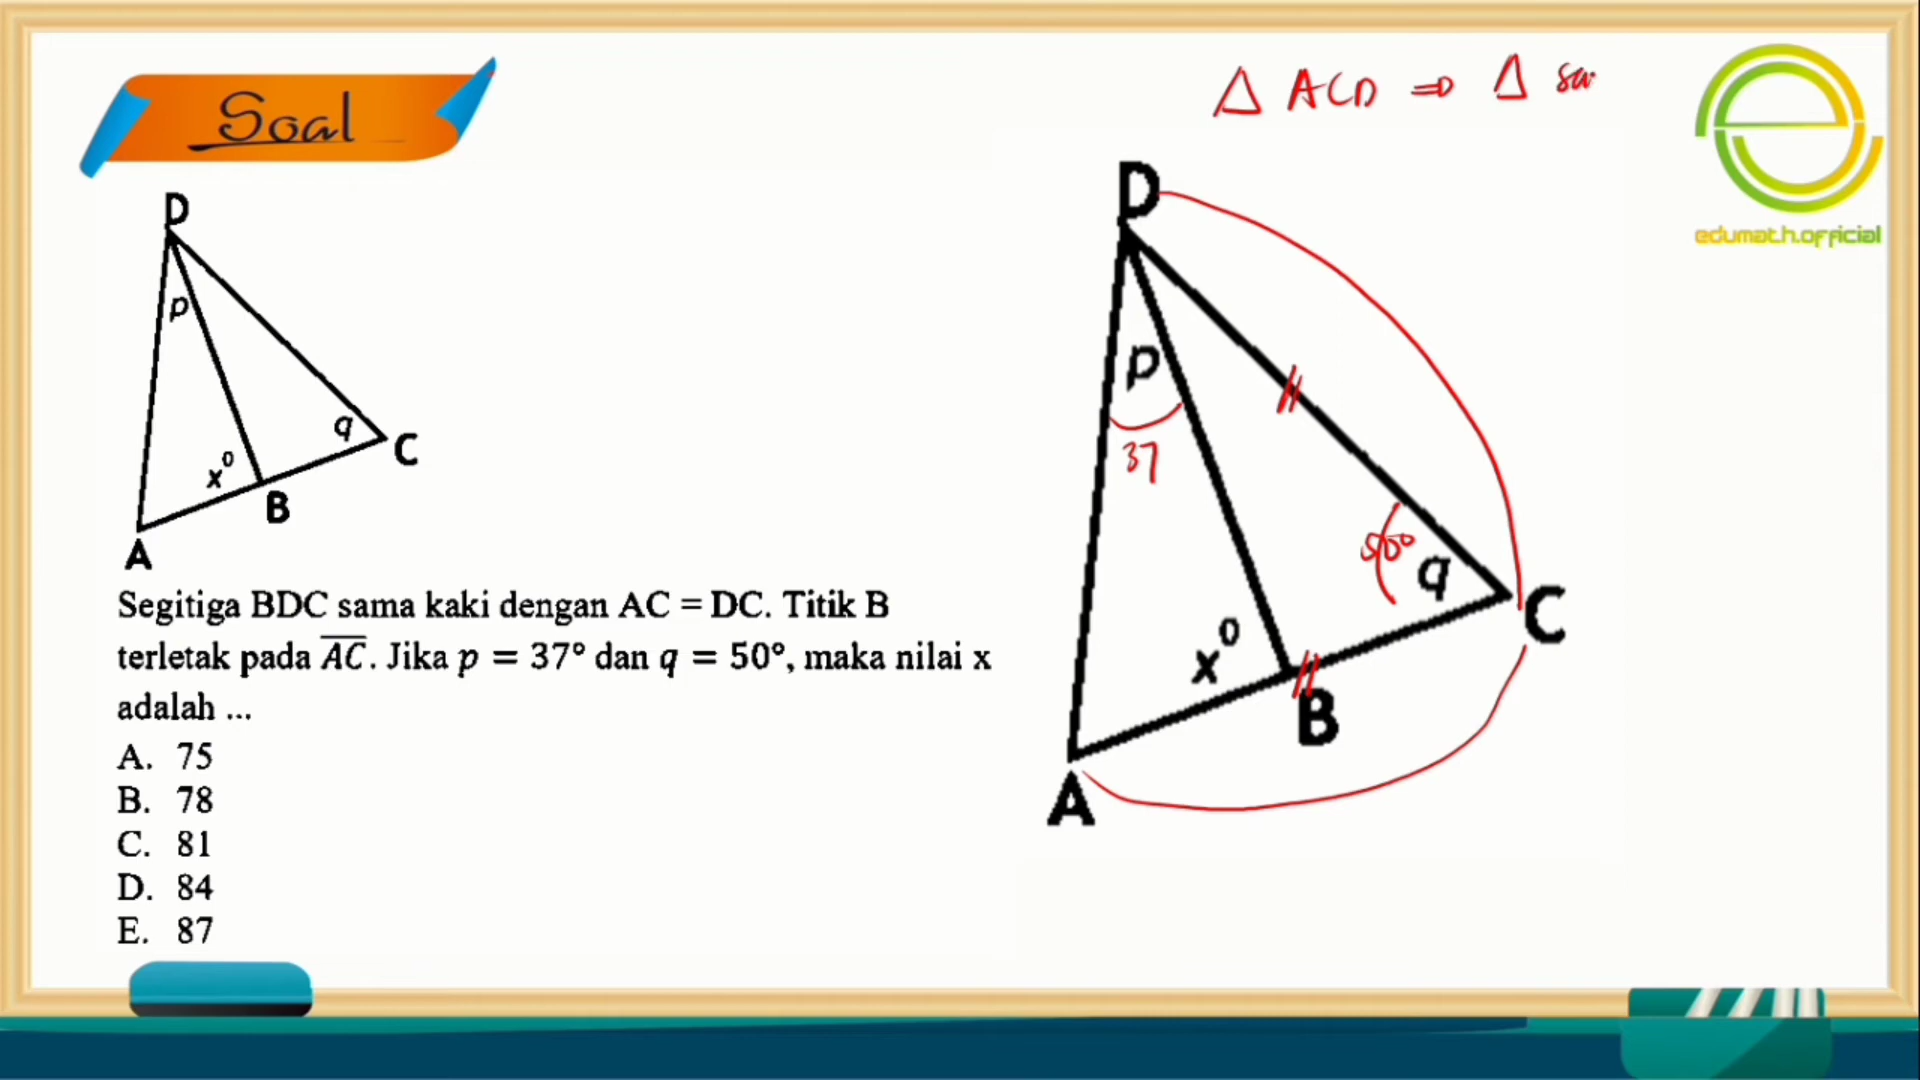 Soal
△ ACD ⇒ △ sa
edumath.official
D
p
q
C
x⁰
B
A
D
p
37
50°
q
C
x⁰
B
A
Segitiga BDC sama kaki dengan AC = DC. Titik B
terletak pada A̅C̅. Jika p = 37° dan q = 50°, maka nilai x
adalah ...
A. 75
B. 78
C. 81
D. 84
E. 87